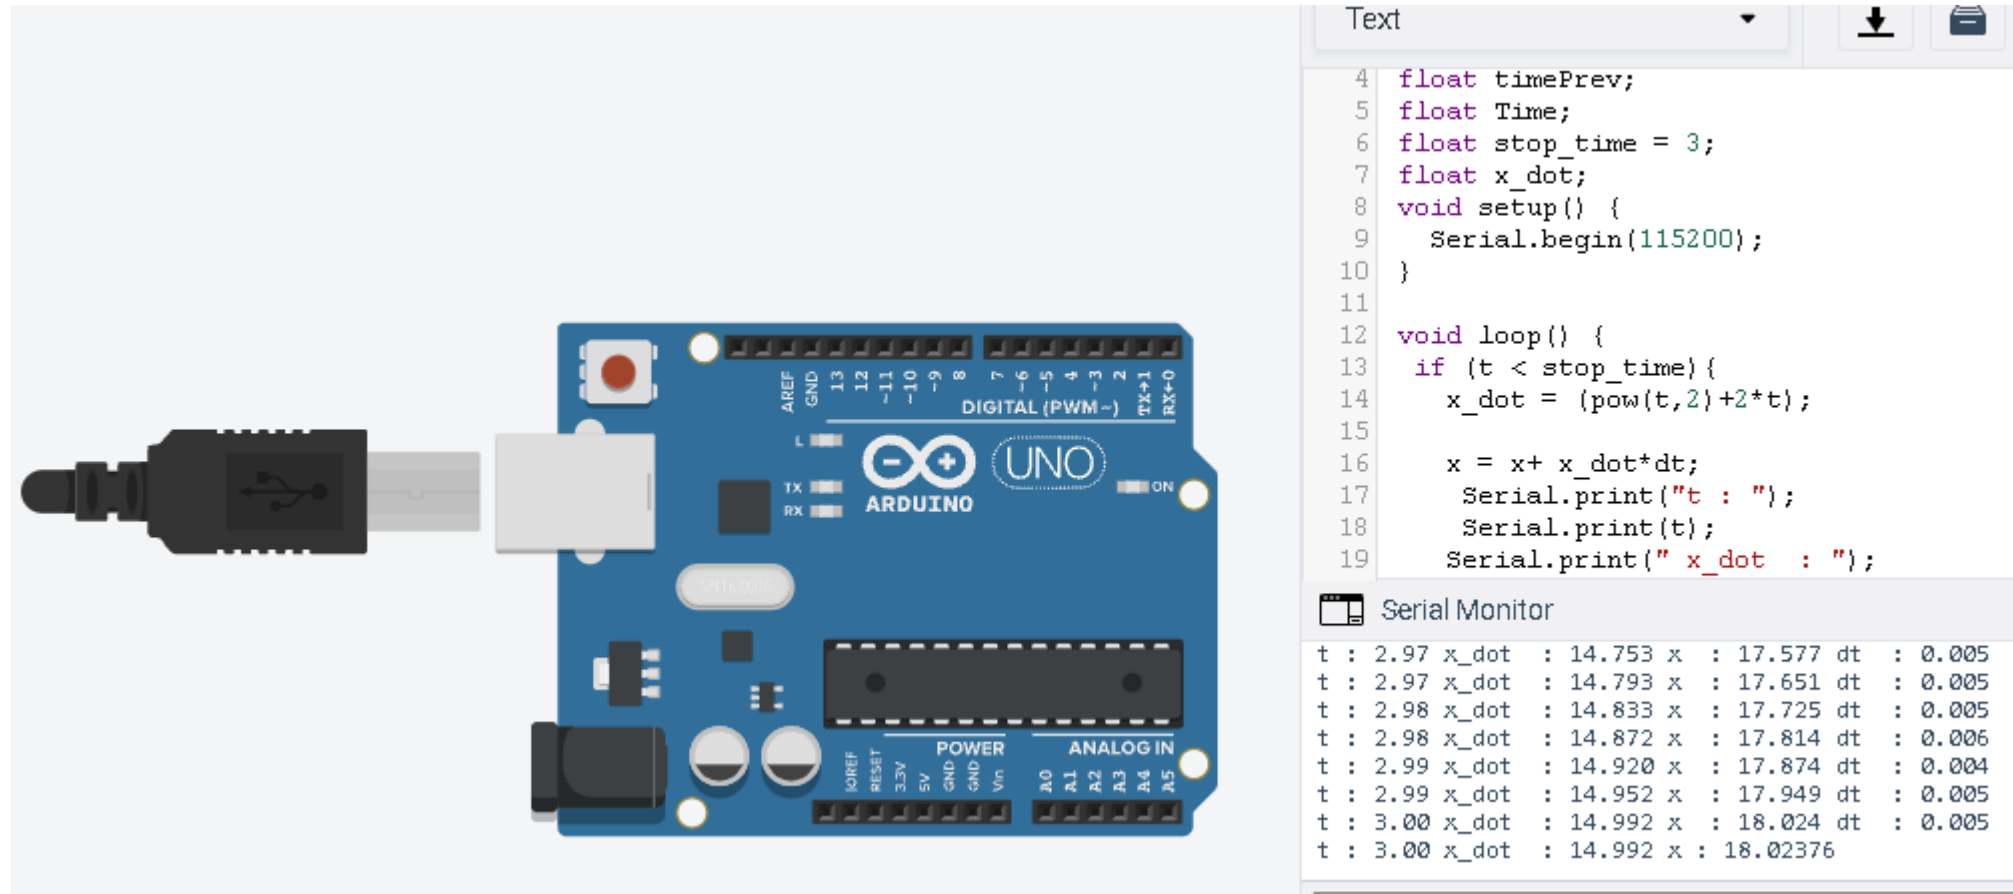 Text
4 float timePrev;
5 float Time;
6 float stop_time = 3;
7 float x_dot;
8 void setup() {
9 Serial.begin(115200);
10 }
11
12 void loop() {
13 if (t < stop_time){
14 x_dot = (pow(t,2)+2*t);
15
16 x = x+ x_dot*dt;
17 Serial.print("t : ");
18 Serial.print(t);
19 Serial.print(" x_dot  : ");
Serial Monitor
t : 2.97 x_dot  : 14.753 x  : 17.577 dt  : 0.005
t : 2.97 x_dot  : 14.793 x  : 17.651 dt  : 0.005
t : 2.98 x_dot  : 14.833 x  : 17.725 dt  : 0.005
t : 2.98 x_dot  : 14.872 x  : 17.814 dt  : 0.006
t : 2.99 x_dot  : 14.920 x  : 17.874 dt  : 0.004
t : 2.99 x_dot  : 14.952 x  : 17.949 dt  : 0.005
t : 3.00 x_dot  : 14.992 x  : 18.024 dt  : 0.005
t : 3.00 x_dot  : 14.992 x : 18.02376
AREF GND 13 12 ~11 ~10 ~9 8 7 ~6 ~5 4 ~3 2 TX→1 RX←0
DIGITAL (PWM~)
L
TX
RX
ARDUINO
UNO
ON
POWER
ANALOG IN
IOREF RESET 3.3V 5V GND GND Vin A0 A1 A2 A3 A4 A5